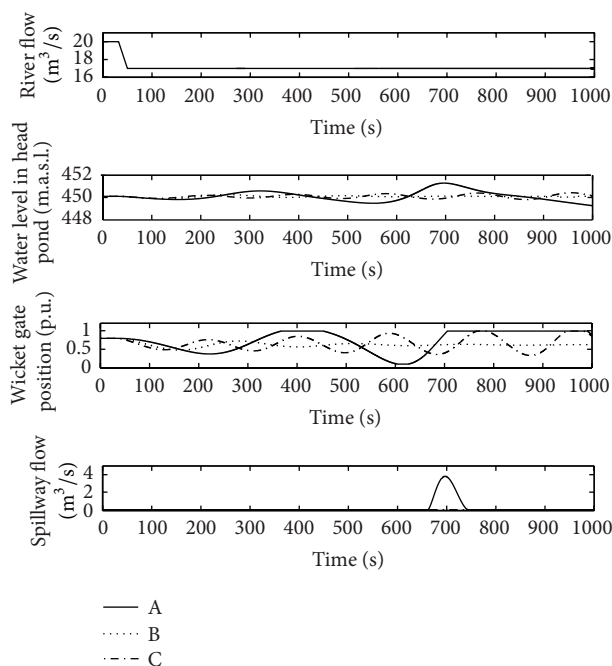 River flow
(m³/s)
20
18
16
0 100 200 300 400 500 600 700 800 900 1000
Time (s)
Water level in head
pond (m.a.s.l.)
452
450
448
0 100 200 300 400 500 600 700 800 900 1000
Time (s)
Wicket gate
position (p.u.)
1
0.5
0
0 100 200 300 400 500 600 700 800 900 1000
Time (s)
Spillway flow
(m³/s)
4
2
0
0 100 200 300 400 500 600 700 800 900 1000
Time (s)
A
B
C